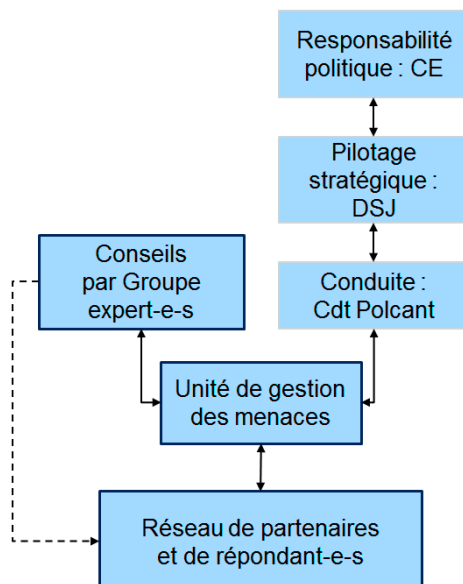 Responsabilité
politique : CE
Pilotage
stratégique :
DSJ
Conseils
par Groupe
expert-e-s
Conduite :
Cdt Polcant
Unité de gestion
des menaces
Réseau de partenaires
et de répondant-e-s